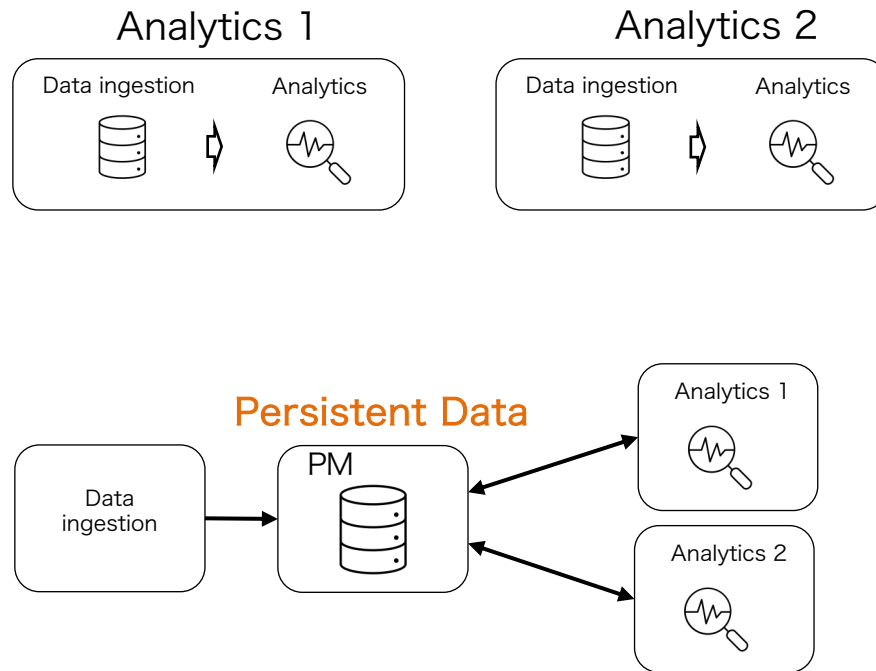 Analytics 1
Analytics 2
Data ingestion
Analytics
Data ingestion
Analytics
Persistent Data
Data
ingestion
PM
Analytics 1
Analytics 2